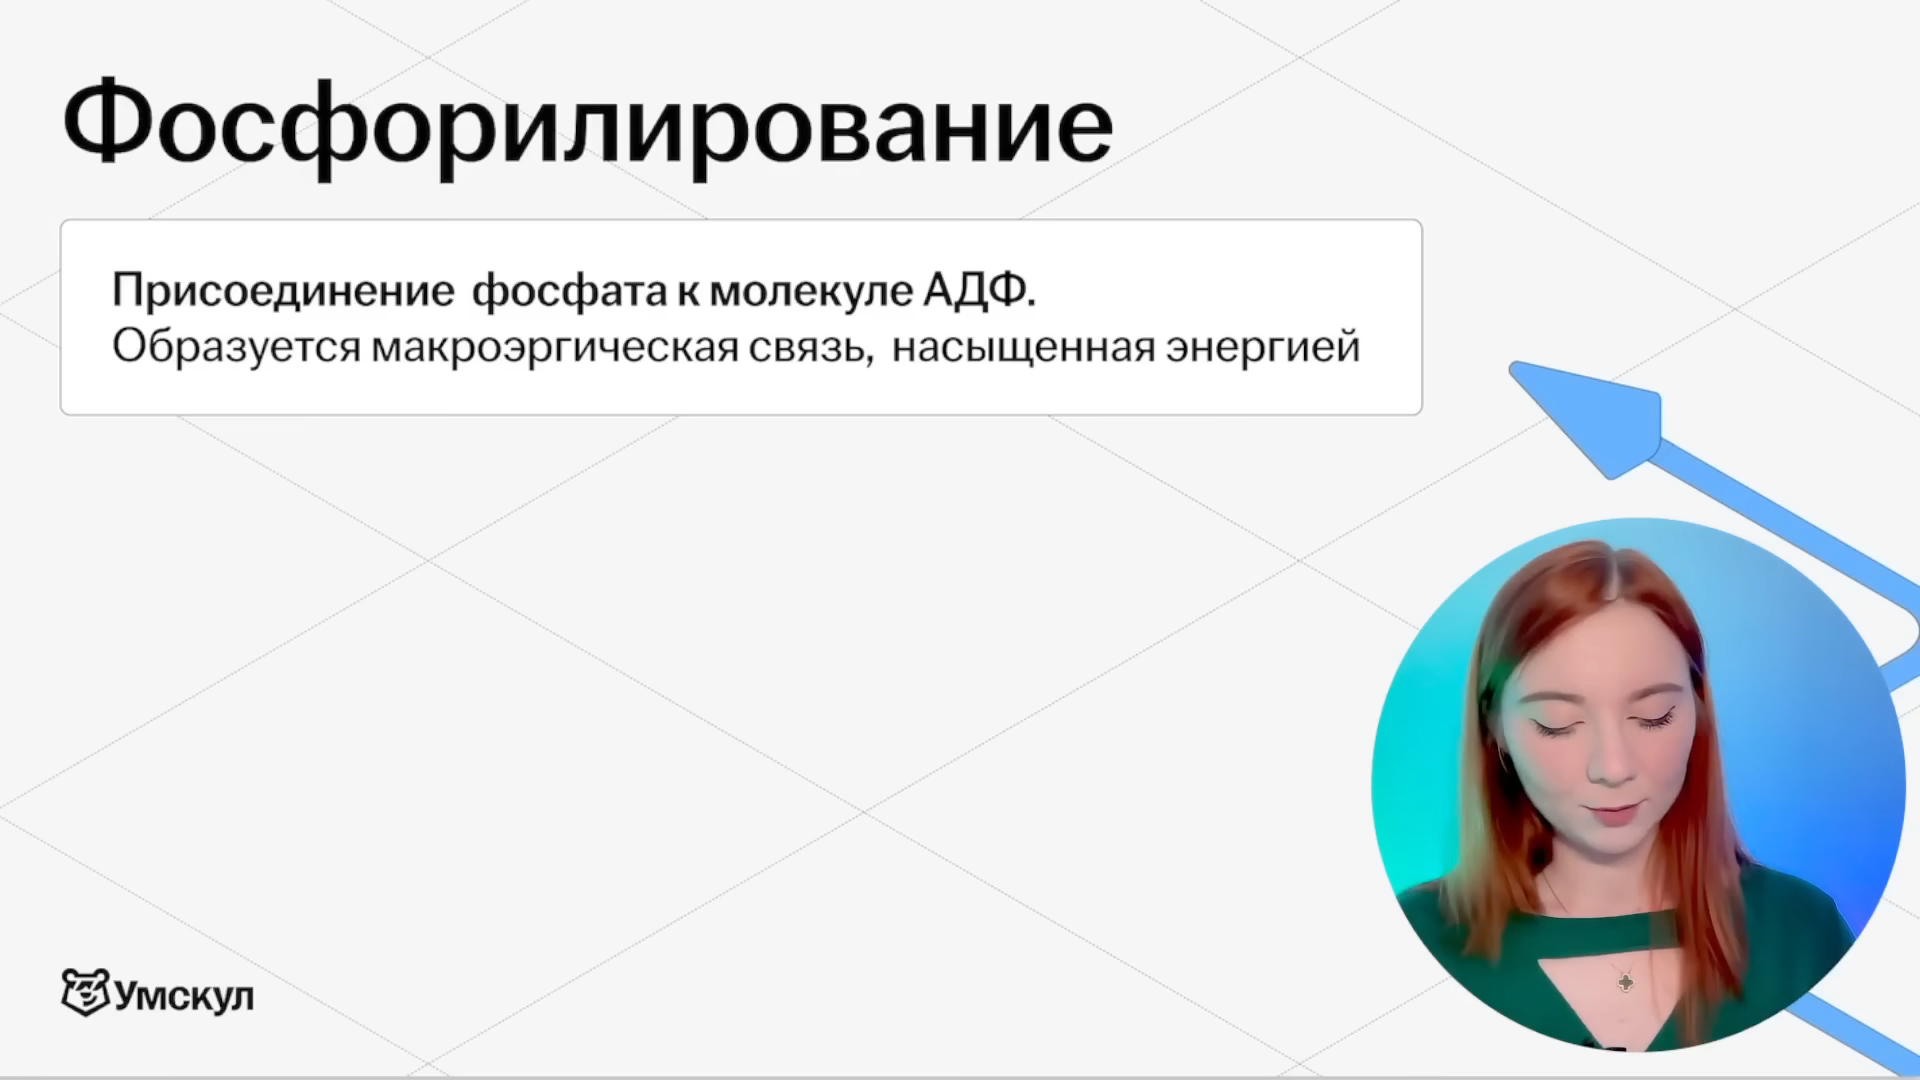 Фосфорилирование
Присоединение фосфата к молекуле АДФ.
Образуется макроэргическая связь, насыщенная энергией
Умскул